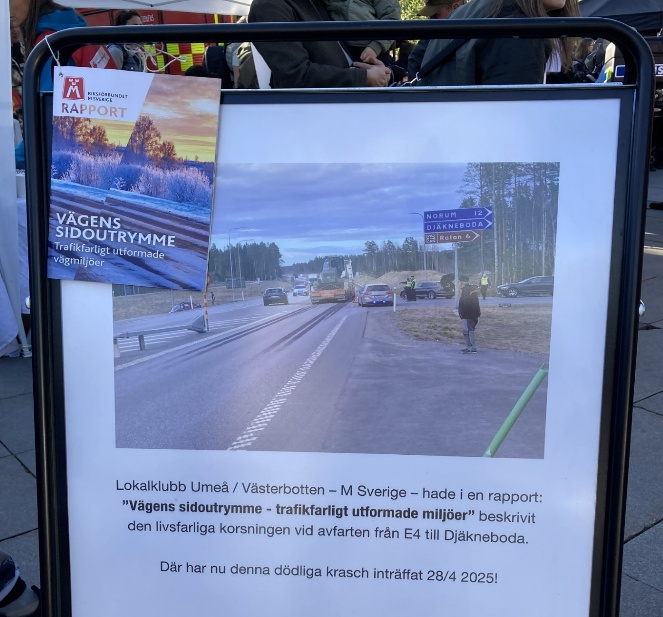 RIKSFÖRBUNDET
M SVERIGE
RAPPORT
VÄGENS
SIDOUTRYMME
Trafikfarligt utformade
vägmiljöer
NORUM 12
DJÄKNEBODA
6
Lokalklubb Umeå / Västerbotten – M Sverige – hade i en rapport:
”Vägens sidoutrymme - trafikfarligt utformade miljöer” beskrivit
den livsfarliga korsningen vid avfarten från E4 till Djäkneboda.
Där har nu denna dödliga krasch inträffat 28/4 2025!